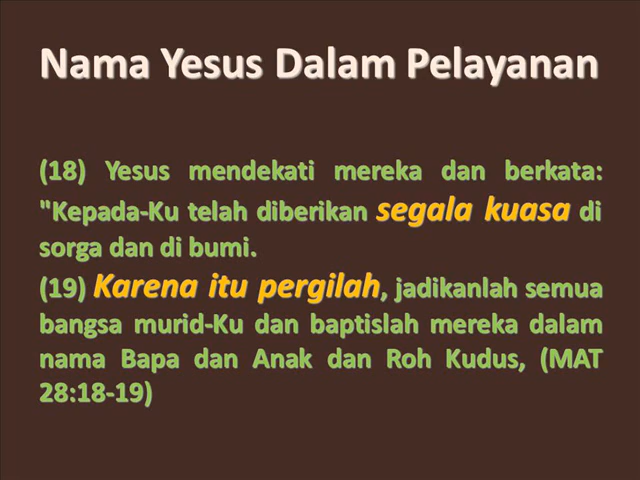 Nama Yesus Dalam Pelayanan
(18) Yesus mendekati mereka dan berkata:
"Kepada-Ku telah diberikan segala kuasa di
sorga dan di bumi.
(19) Karena itu pergilah, jadikanlah semua
bangsa murid-Ku dan baptislah mereka dalam
nama Bapa dan Anak dan Roh Kudus, (MAT
28:18-19)